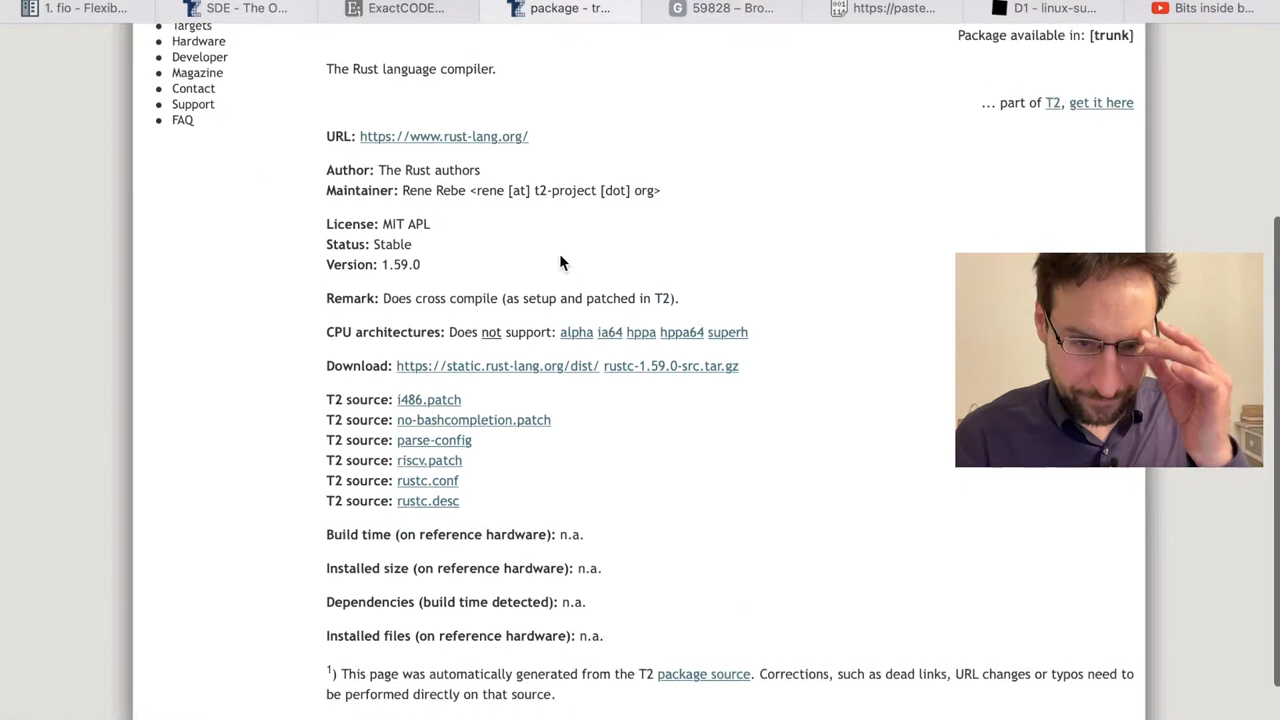 1. fio - Flexib...
SDE - The O...
ExactCODE...
package - tr...
59828 – Bro...
https://paste...
D1 - linux-su...
Bits inside b...
Targets
Hardware
Developer
Magazine
Contact
Support
FAQ
Package available in: [trunk]
The Rust language compiler.
... part of T2, get it here
URL: https://www.rust-lang.org/
Author: The Rust authors
Maintainer: Rene Rebe <rene [at] t2-project [dot] org>
License: MIT APL
Status: Stable
Version: 1.59.0
Remark: Does cross compile (as setup and patched in T2).
CPU architectures: Does not support: alpha ia64 hppa hppa64 superh
Download: https://static.rust-lang.org/dist/ rustc-1.59.0-src.tar.gz
T2 source: i486.patch
T2 source: no-bashcompletion.patch
T2 source: parse-config
T2 source: riscv.patch
T2 source: rustc.conf
T2 source: rustc.desc
Build time (on reference hardware): n.a.
Installed size (on reference hardware): n.a.
Dependencies (build time detected): n.a.
Installed files (on reference hardware): n.a.
1) This page was automatically generated from the T2 package source. Corrections, such as dead links, URL changes or typos need to
be performed directly on that source.